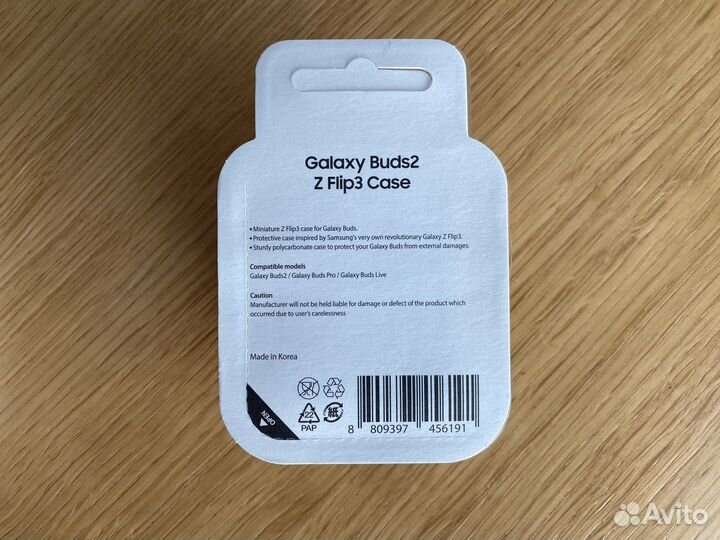 Galaxy Buds2
Z Flip3 Case
• Miniature Z Flip3 case for Galaxy Buds.
• Protective case inspired by Samsung's very own revolutionary Galaxy Z Flip3.
• Sturdy polycarbonate case to protect your Galaxy Buds from external damages.
Compatible models
Galaxy Buds2 / Galaxy Buds Pro / Galaxy Buds Live
Caution
Manufacturer will not be held liable for damage or defect of the product which
occurred due to user's carelessness
Made in Korea
OPEN
22
PAP
紙
8 809397 456191
Avito